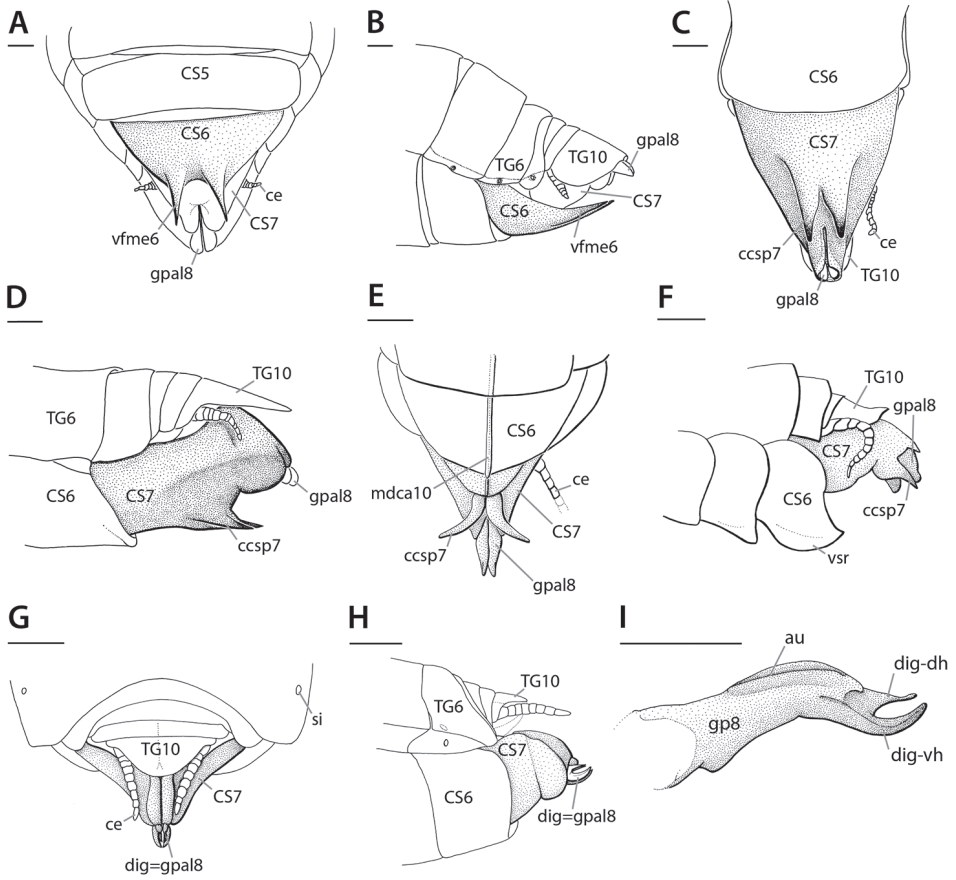 A
CS5
CS6
ce
CS7
vfme6
gpal8
B
gpal8
TG6
TG10
CS6
CS7
vfme6
C
CS6
CS7
ccsp7
ce
TG10
gpal8
D
TG10
TG6
CS6
CS7
gpal8
ccsp7
E
CS6
mdca10
ce
CS7
ccsp7
gpal8
F
TG10
gpal8
CS7
CS6
ccsp7
vsr
G
si
TG10
CS7
ce
dig=gpal8
H
TG10
TG6
CS7
CS6
dig=gpal8
I
au
dig-dh
gp8
dig-vh